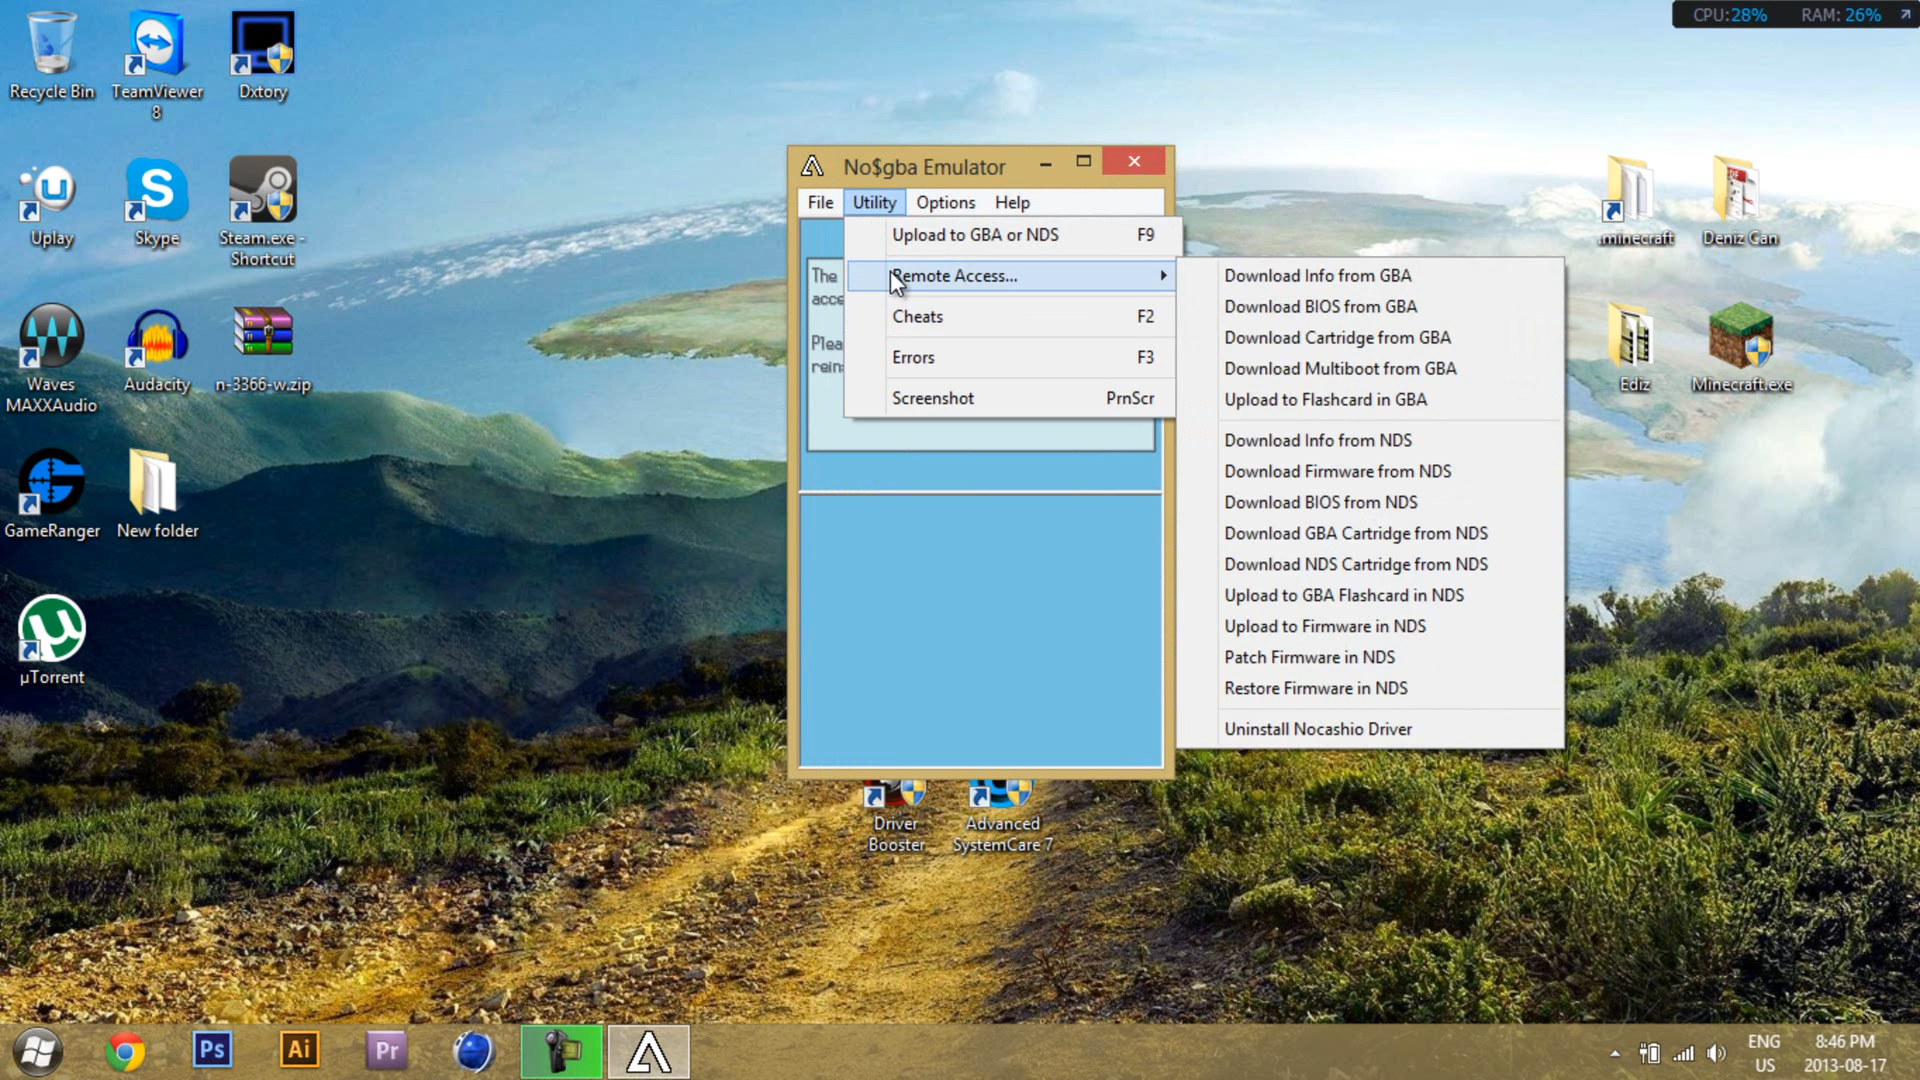 CPU:28% RAM: 26%
Recycle Bin
TeamViewer
8
Dxtory
Uplay
Skype
Steam.exe -
Shortcut
Waves
MAXXAudio
Audacity
n-3366-w.zip
GameRanger
New folder
µTorrent
No$gba Emulator
File Utility Options Help
The
acce
Plea
rein
Upload to GBA or NDS F9
Remote Access...
Cheats F2
Errors F3
Screenshot PrnScr
Download Info from GBA
Download BIOS from GBA
Download Cartridge from GBA
Download Multiboot from GBA
Upload to Flashcard in GBA
Download Info from NDS
Download Firmware from NDS
Download BIOS from NDS
Download GBA Cartridge from NDS
Download NDS Cartridge from NDS
Upload to GBA Flashcard in NDS
Upload to Firmware in NDS
Patch Firmware in NDS
Restore Firmware in NDS
Uninstall Nocashio Driver
.minecraft
Deniz Can
Ediz
Minecraft.exe
Driver
Booster
Advanced
SystemCare 7
Ps
Ai
Pr
ENG
US
8:46 PM
2013-08-17